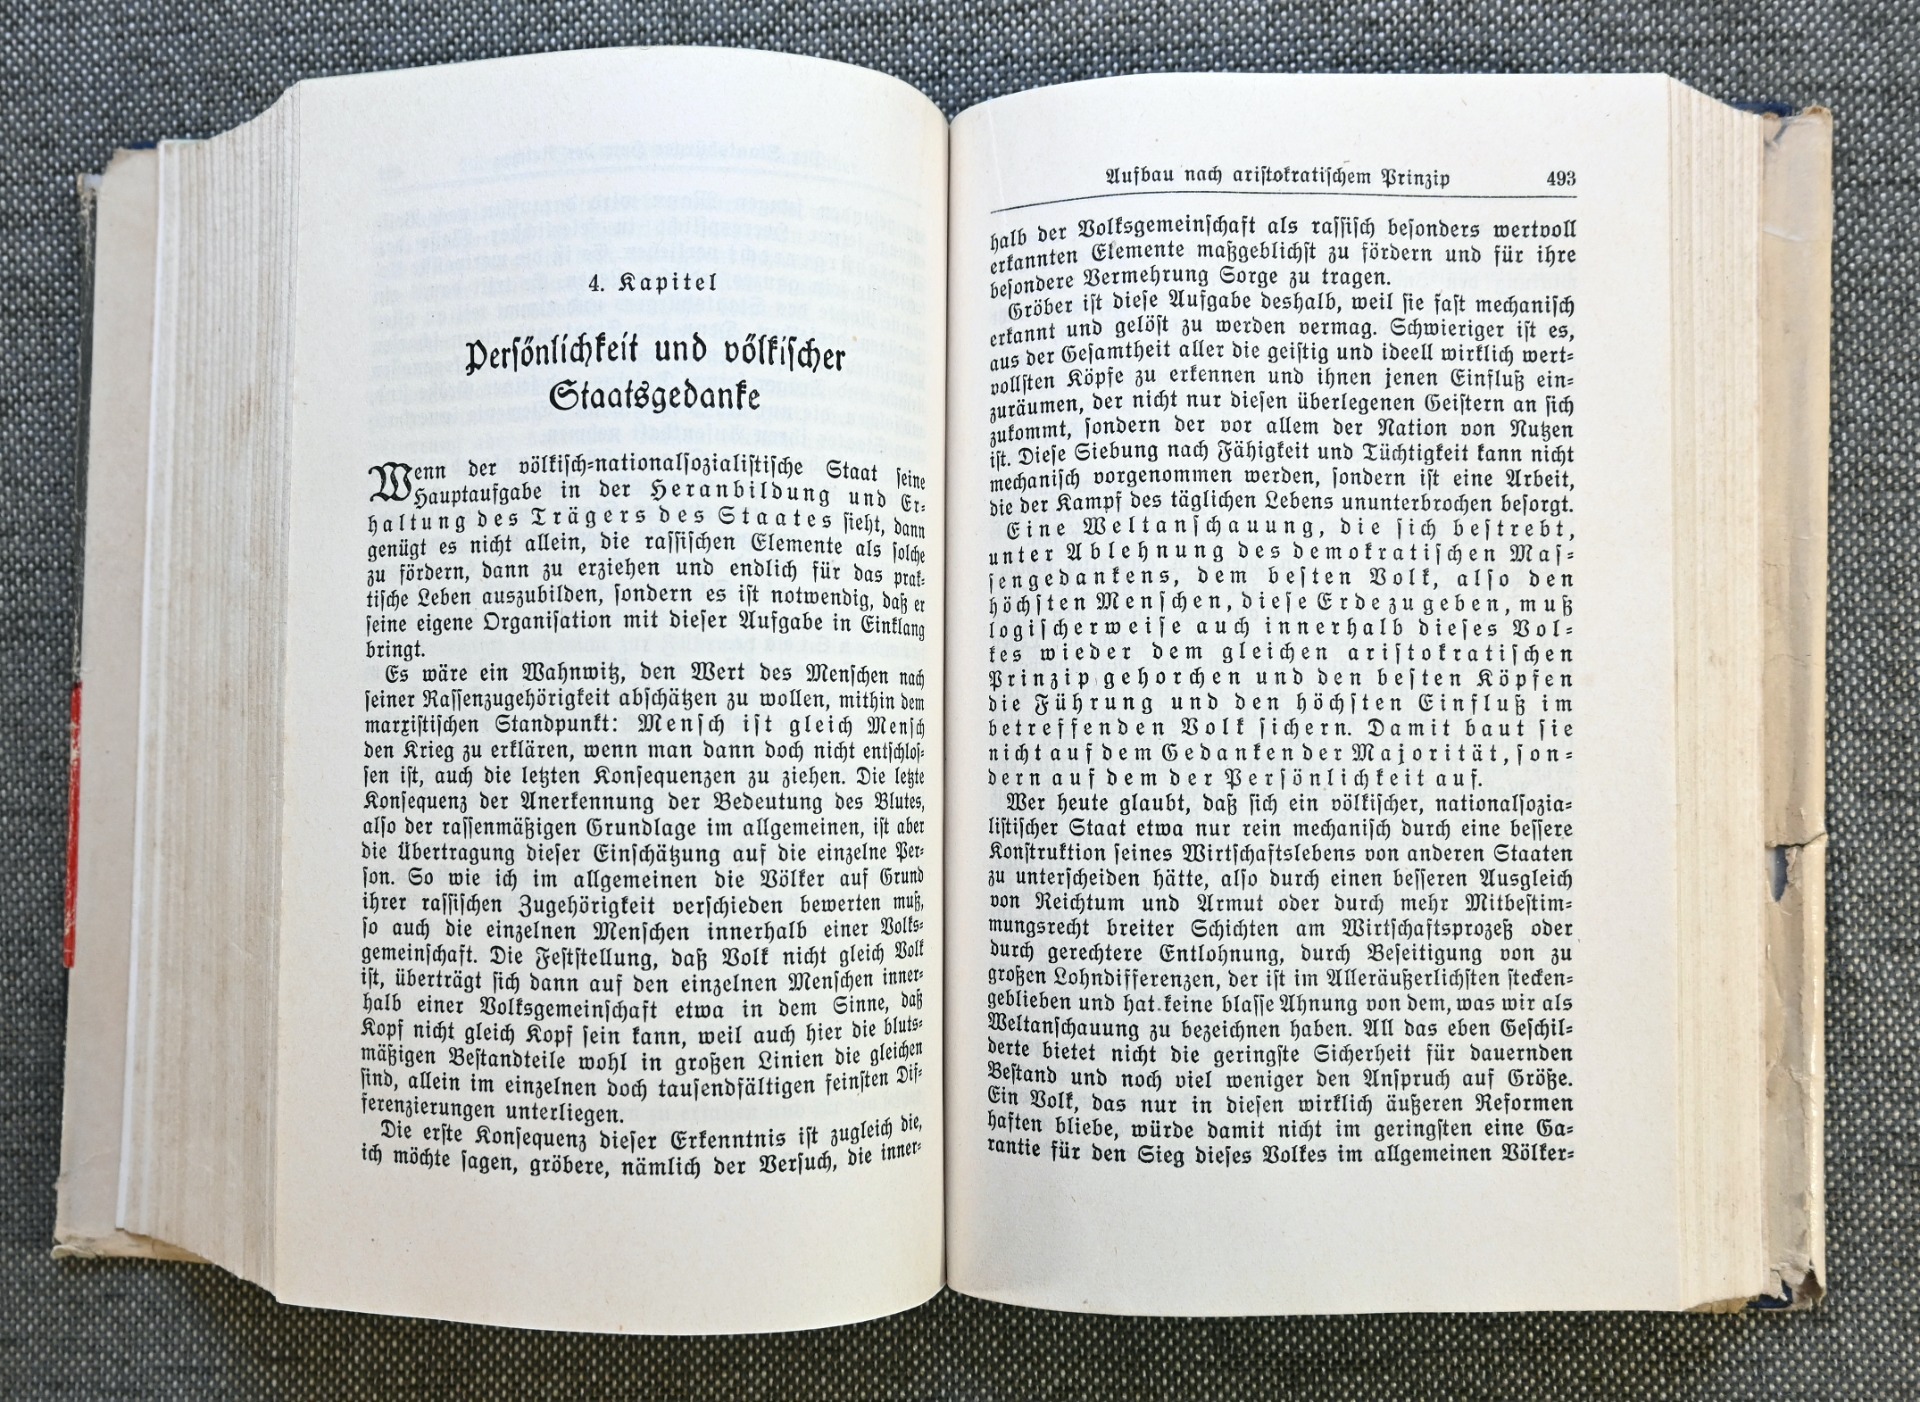 4. Kapitel
Persönlichkeit und völkischer
Staatsgedanke
Wenn der völkisch-nationalsozialistische Staat seine
Hauptaufgabe in der Heranbildung und Er-
haltung des Trägers des Staates sieht, dann
genügt es nicht allein, die rassischen Elemente als solche
zu fördern, dann zu erziehen und endlich für das prak-
tische Leben auszubilden, sondern es ist notwendig, daß er
seine eigene Organisation mit dieser Aufgabe in Einklang
bringt.
Es wäre ein Wahnwitz, den Wert des Menschen nach
seiner Rassenzugehörigkeit abschätzen zu wollen, mithin dem
marxistischen Standpunkt: Mensch ist gleich Mensch
den Krieg zu erklären, wenn man dann doch nicht entschlos-
sen ist, auch die letzten Konsequenzen zu ziehen. Die letzte
Konsequenz der Anerkennung der Bedeutung des Blutes,
also der rassenmäßigen Grundlage im allgemeinen, ist aber
die Übertragung dieser Einschätzung auf die einzelne Per-
son. So wie ich im allgemeinen die Völker auf Grund
ihrer rassischen Zugehörigkeit verschieden bewerten muß,
so auch die einzelnen Menschen innerhalb einer Volks-
gemeinschaft. Die Feststellung, daß Volk nicht gleich Volk
ist, überträgt sich dann auf den einzelnen Menschen inner-
halb einer Volksgemeinschaft etwa in dem Sinne, daß
Kopf nicht gleich Kopf sein kann, weil auch hier die bluts-
mäßigen Bestandteile wohl in großen Linien die gleichen
sind, allein im einzelnen doch tausendfältigen feinsten Dif-
ferenzierungen unterliegen.
Die erste Konsequenz dieser Erkenntnis ist zugleich die,
ich möchte sagen, gröbere, nämlich der Versuch, die inner-
Aufbau nach aristokratischem Prinzip 493
halb der Volksgemeinschaft als rassisch besonders wertvoll
erkannten Elemente maßgeblichst zu fördern und für ihre
besondere Vermehrung Sorge zu tragen.
Gröber ist diese Aufgabe deshalb, weil sie fast mechanisch
erkannt und gelöst zu werden vermag. Schwieriger ist es,
aus der Gesamtheit aller die geistig und ideell wirklich wert-
vollsten Köpfe zu erkennen und ihnen jenen Einfluß ein-
zuräumen, der nicht nur diesen überlegenen Geistern an sich
zukommt, sondern der vor allem der Nation von Nutzen
ist. Diese Siebung nach Fähigkeit und Tüchtigkeit kann nicht
mechanisch vorgenommen werden, sondern ist eine Arbeit,
die der Kampf des täglichen Lebens ununterbrochen besorgt.
Eine Weltanschauung, die sich bestrebt,
unter Ablehnung des demokratischen Mas-
sengedankens, dem besten Volk, also den
höchsten Menschen, diese Erde zu geben, muß
logischerweise auch innerhalb dieses Vol-
kes wieder dem gleichen aristokratischen
Prinzip gehorchen und den besten Köpfen
die Führung und den höchsten Einfluß im
betreffenden Volk sichern. Damit baut sie
nicht auf dem Gedanken der Majorität, son-
dern auf dem der Persönlichkeit auf.
Wer heute glaubt, daß sich ein völkischer, nationalsozia-
listischer Staat etwa nur rein mechanisch durch eine bessere
Konstruktion seines Wirtschaftslebens von anderen Staaten
zu unterscheiden hätte, also durch einen besseren Ausgleich
von Reichtum und Armut oder durch mehr Mitbestim-
mungsrecht breiter Schichten am Wirtschaftsprozeß oder
durch gerechtere Entlohnung, durch Beseitigung von zu
großen Lohndifferenzen, der ist im Alleräußerlichsten stecken-
geblieben und hat keine blasse Ahnung von dem, was wir als
Weltanschauung zu bezeichnen haben. All das eben Geschil-
derte bietet nicht die geringste Sicherheit für dauernden
Bestand und noch viel weniger den Anspruch auf Größe.
Ein Volk, das nur in diesen wirklich äußeren Reformen
haften bliebe, würde damit nicht im geringsten eine Ga-
rantie für den Sieg dieses Volkes im allgemeinen Völker-